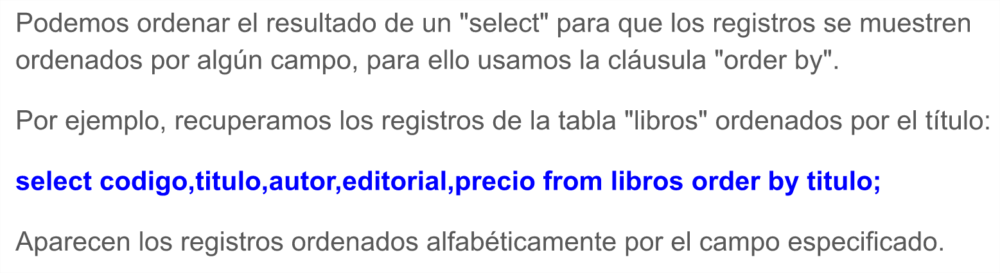 Podemos ordenar el resultado de un "select" para que los registros se muestren
ordenados por algún campo, para ello usamos la cláusula "order by".
Por ejemplo, recuperamos los registros de la tabla "libros" ordenados por el título:
select codigo,titulo,autor,editorial,precio from libros order by titulo;
Aparecen los registros ordenados alfabéticamente por el campo especificado.